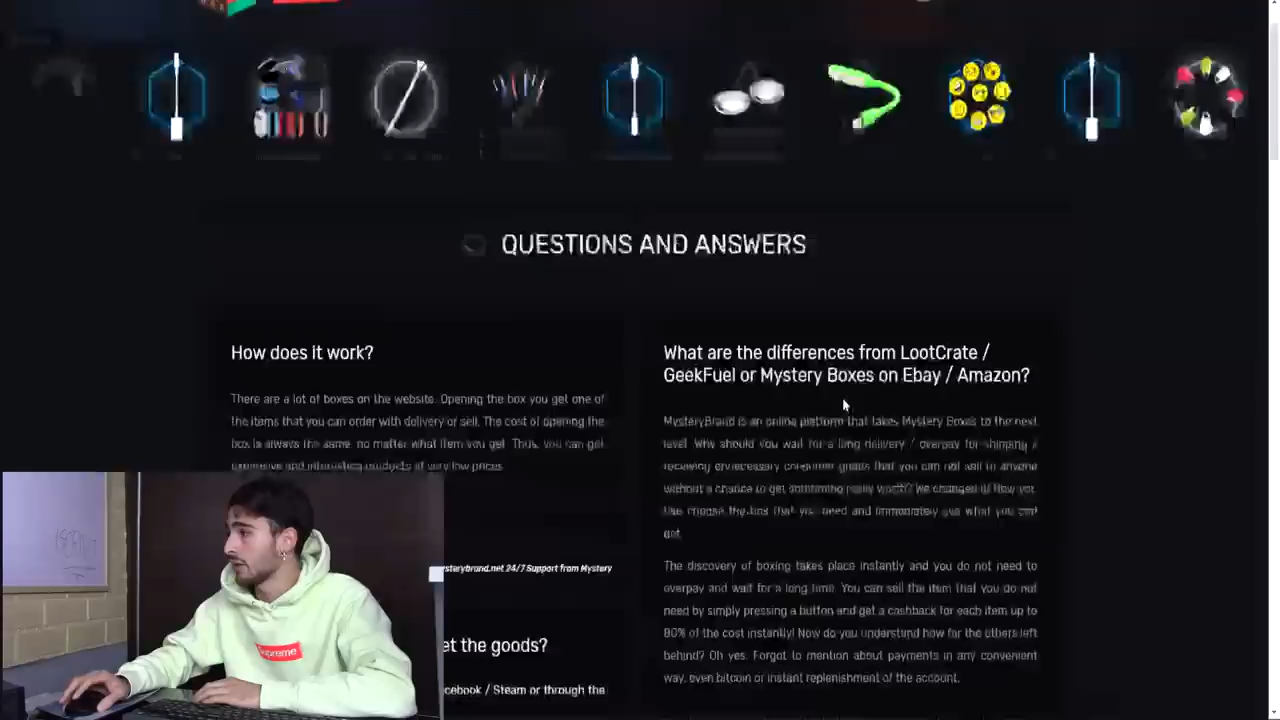 QUESTIONS AND ANSWERS
How does it work?
There are a lot of boxes on the website. Opening the box you get one of
the items that you can order with delivery or sell. The cost of opening the
box is always the same, no matter what item you get. Thus, you can get
expensive and interesting products at very low prices.
What are the differences from LootCrate /
GeekFuel or Mystery Boxes on Ebay / Amazon?
MysteryBrand is an online platform that takes Mystery Boxes to the next
level. Why should you wait for a long delivery / overpay for shipping /
receiving unnecessary consumer goods that you can not sell to anyone
without a chance to get something really worth? We changed it! Now you
choose the box that you need and immediately see what you can
get.
The discovery of boxing takes place instantly and you do not need to
overpay and wait for a long time. You can sell the item that you do not
need by simply pressing a button and get a cashback for each item up to
80% of the cost instantly! Now do you understand how far the others left
behind? Oh yes. Forgot to mention about payments in any convenient
way, even bitcoin or instant replenishment of the account.
sterybrand.net 24/7 Support from Mystery
et the goods?
cebook / Steam or through the
Supreme